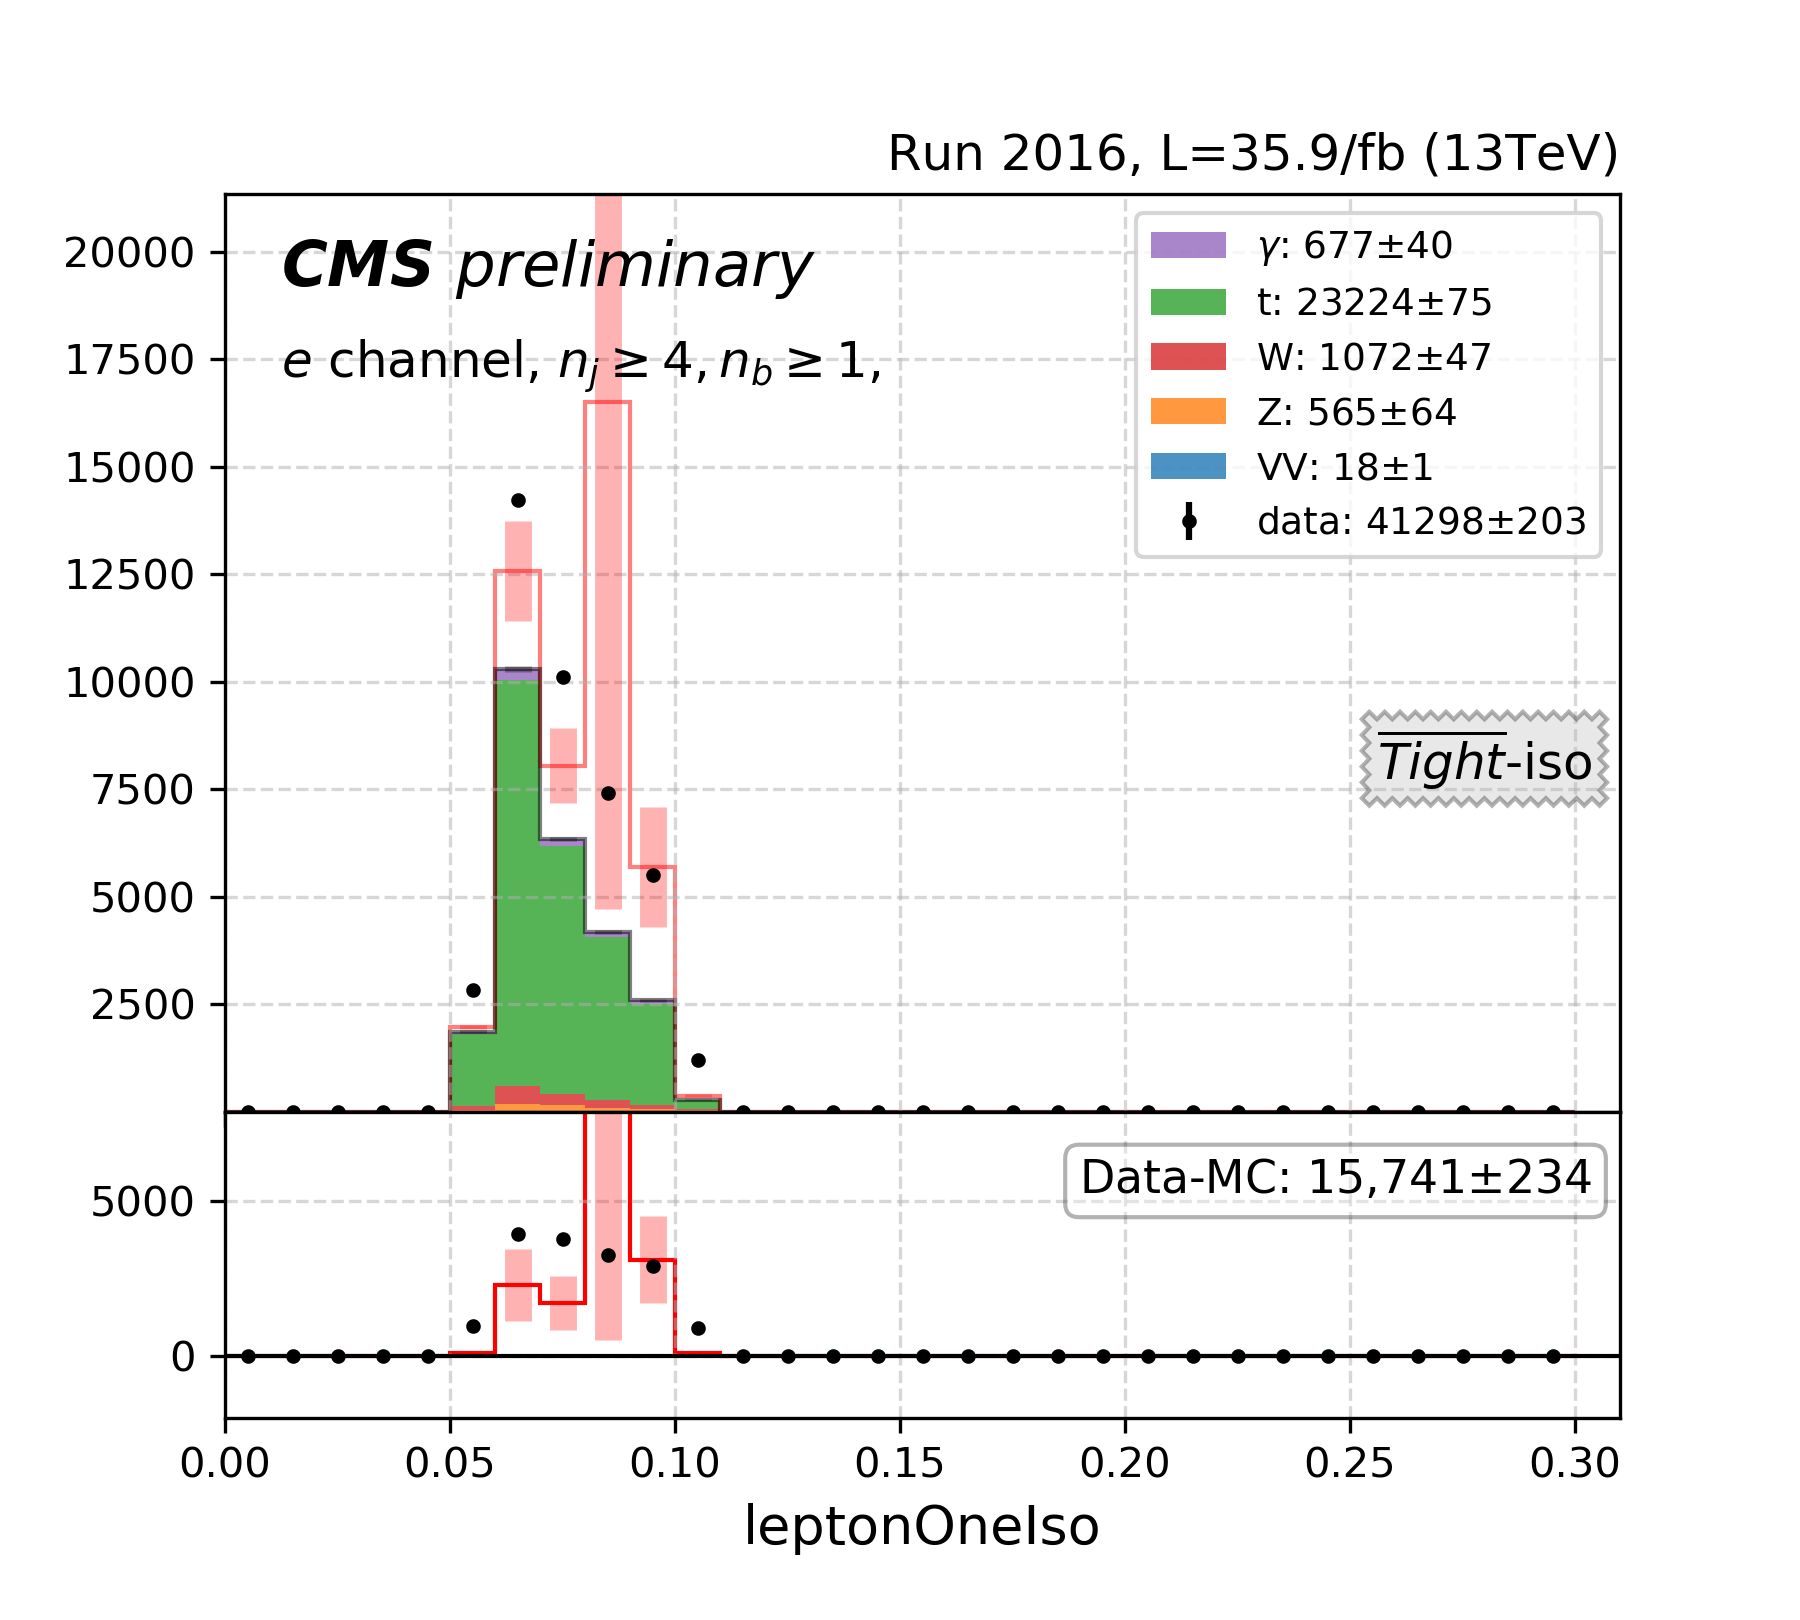 Run 2016, L=35.9/fb (13TeV)
CMS preliminary
e channel, n_j ≥ 4, n_b ≥ 1,
γ: 677±40
t: 23224±75
W: 1072±47
Z: 565±64
VV: 18±1
data: 41298±203
20000
17500
15000
12500
10000
7500
5000
2500
Tight-iso
Data-MC: 15,741±234
5000
0
0.00 0.05 0.10 0.15 0.20 0.25 0.30
leptonOneIso